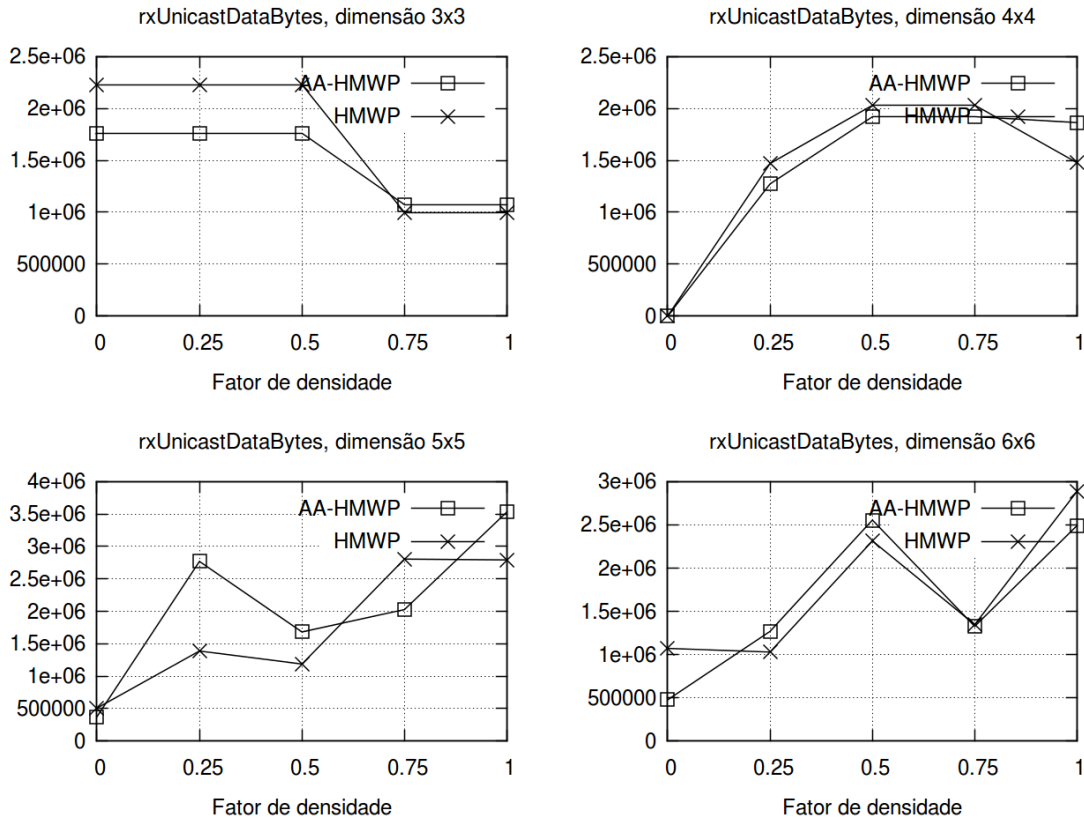 rxUnicastDataBytes, dimensão 3x3
2.5e+06
2e+06
1.5e+06
1e+06
500000
0
AA-HMWP
HMWP
0 0.25 0.5 0.75 1
Fator de densidade
rxUnicastDataBytes, dimensão 4x4
2.5e+06
2e+06
1.5e+06
1e+06
500000
0
AA-HMWP
HMWP
0 0.25 0.5 0.75 1
Fator de densidade
rxUnicastDataBytes, dimensão 5x5
4e+06
3.5e+06
3e+06
2.5e+06
2e+06
1.5e+06
1e+06
500000
0
AA-HMWP
HMWP
0 0.25 0.5 0.75 1
Fator de densidade
rxUnicastDataBytes, dimensão 6x6
3e+06
2.5e+06
2e+06
1.5e+06
1e+06
500000
0
AA-HMWP
HMWP
0 0.25 0.5 0.75 1
Fator de densidade